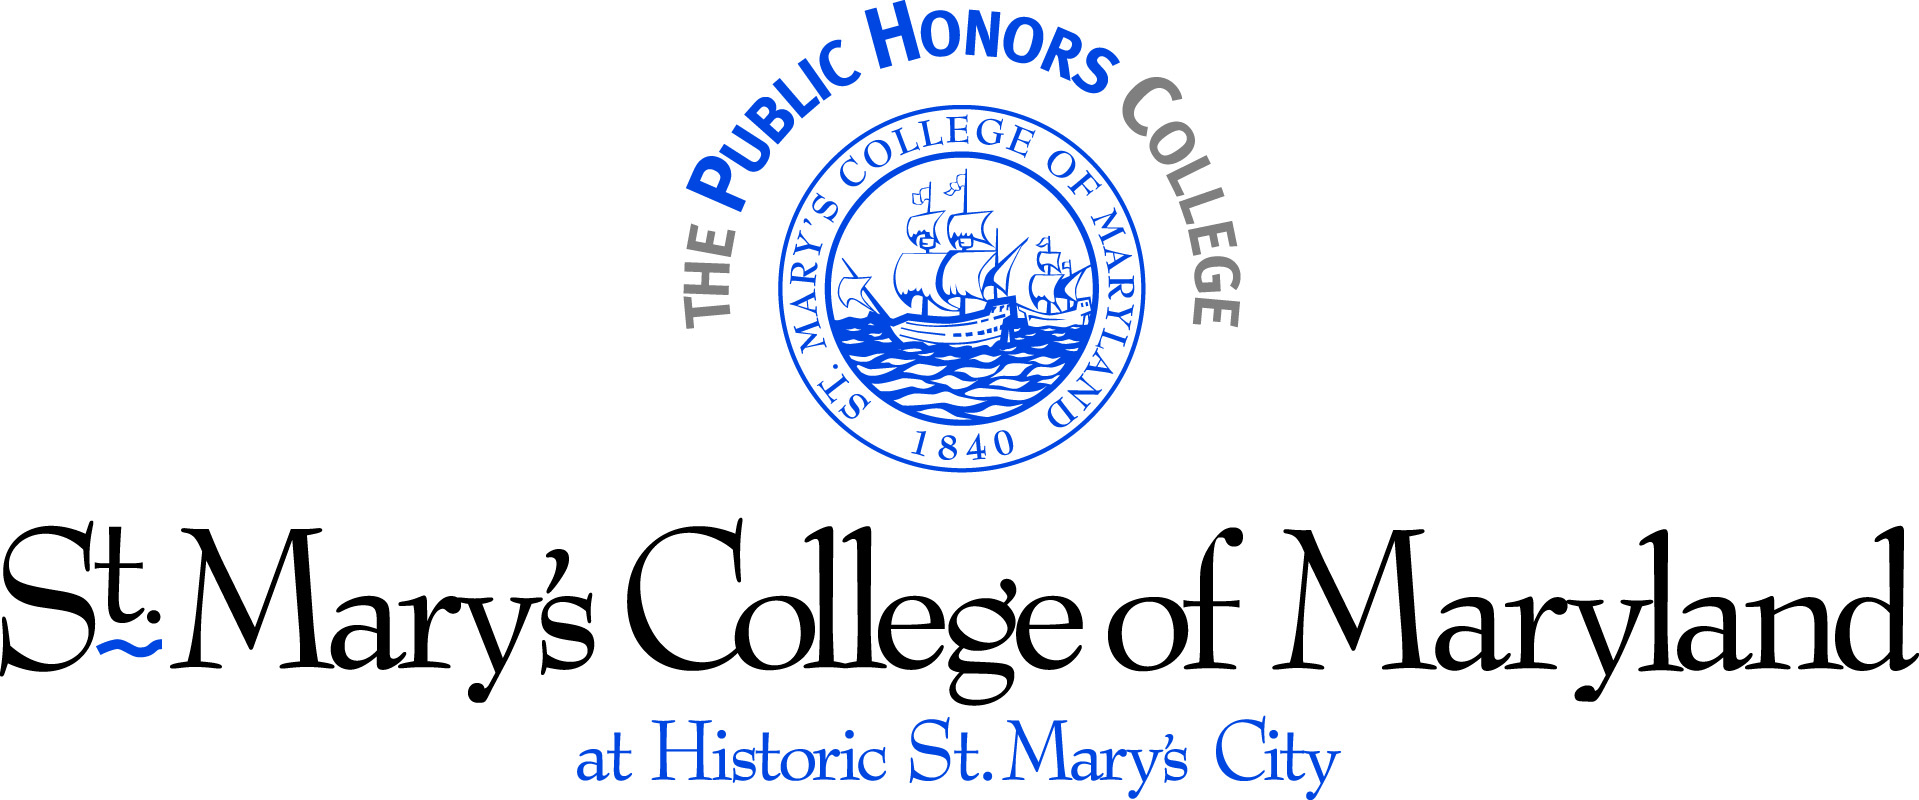 THE PUBLIC HONORS COLLEGE
ST. MARY'S COLLEGE OF MARYLAND
1840
St. Mary's College of Maryland
at Historic St. Mary's City